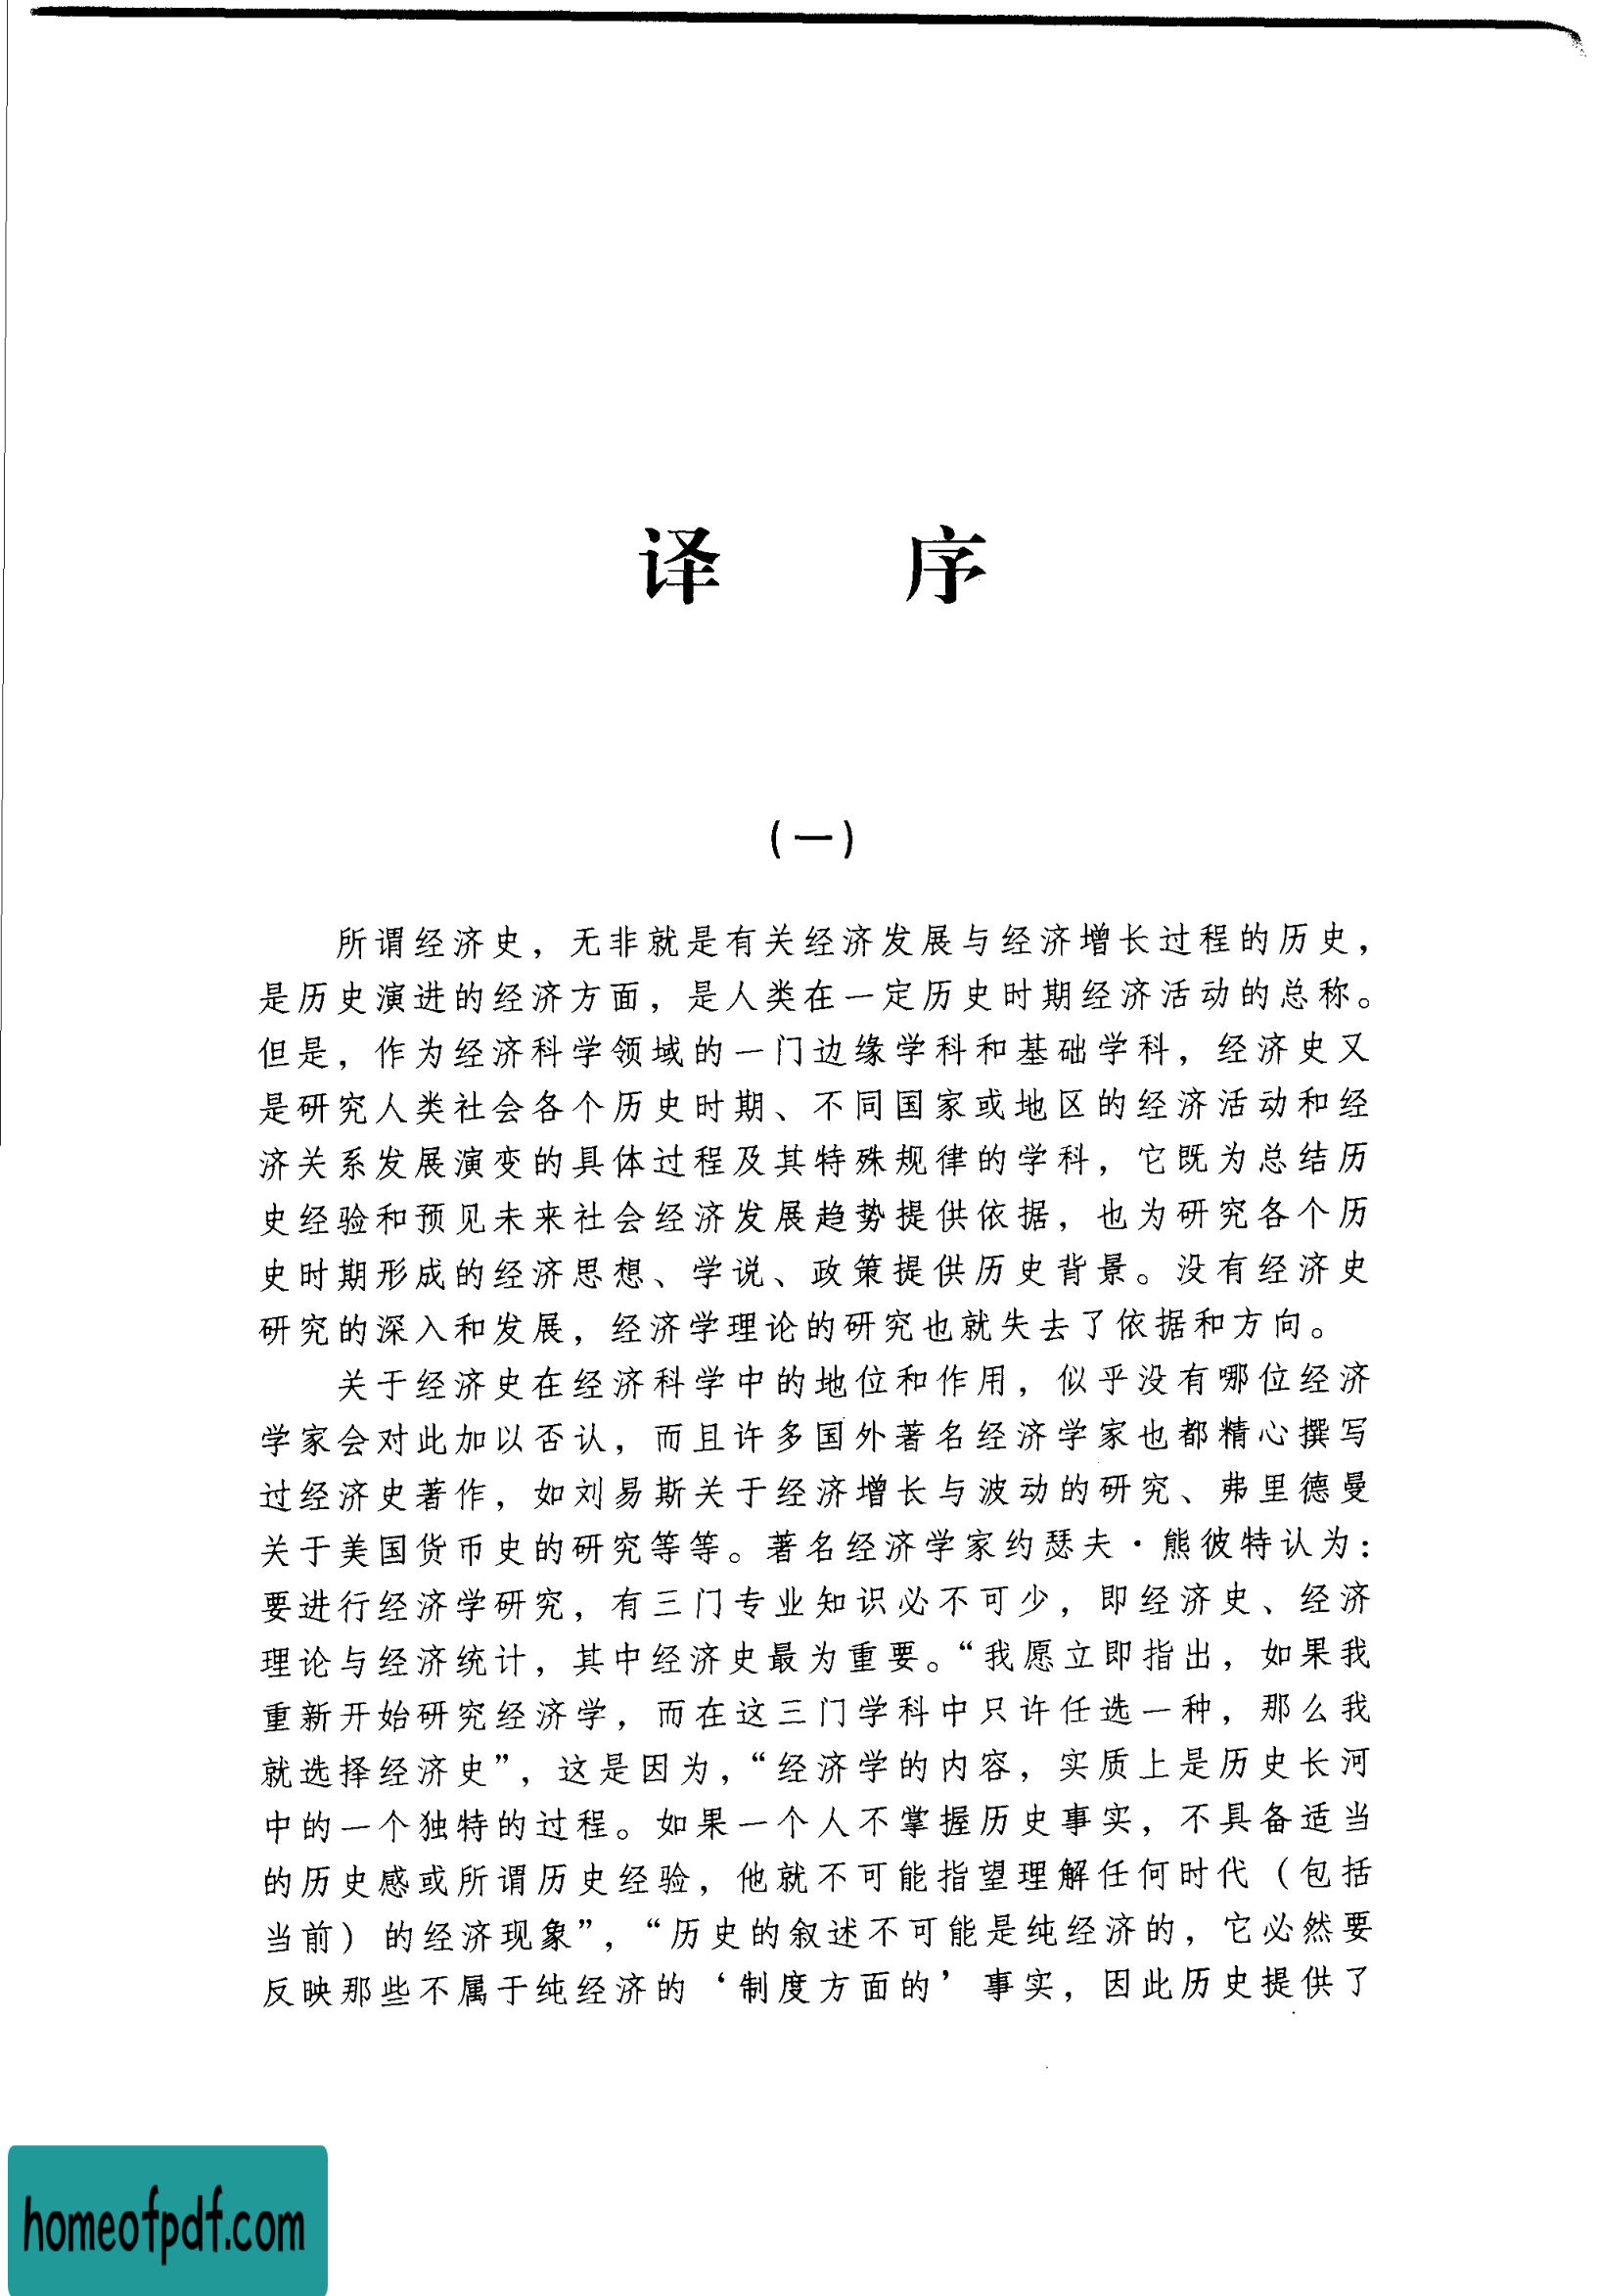 译 序
(一)
所谓经济史，无非就是有关经济发展与经济增长过程的历史，
是历史演进的经济方面，是人类在一定历史时期经济活动的总称。
但是，作为经济科学领域的一门边缘学科和基础学科，经济史又
是研究人类社会各个历史时期、不同国家或地区的经济活动和经
济关系发展演变的具体过程及其特殊规律的学科，它既为总结历
史经验和预见未来社会经济发展趋势提供依据，也为研究各个历
史时期形成的经济思想、学说、政策提供历史背景。没有经济史
研究的深入和发展，经济学理论的研究也就失去了依据和方向。
关于经济史在经济科学中的地位和作用，似乎没有哪位经济
学家会对此加以否认，而且许多国外著名经济学家也都精心撰写
过经济史著作，如刘易斯关于经济增长与波动的研究、弗里德曼
关于美国货币史的研究等等。著名经济学家约瑟夫·熊彼特认为：
要进行经济学研究，有三门专业知识必不可少，即经济史、经济
理论与经济统计，其中经济史最为重要。“我愿立即指出，如果我
重新开始研究经济学，而在这三门学科中只许任选一种，那么我
就选择经济史”，这是因为，“经济学的内容，实质上是历史长河
中的一个独特的过程。如果一个人不掌握历史事实，不具备适当
的历史感或所谓历史经验，他就不可能指望理解任何时代（包括
当前）的经济现象”，“历史的叙述不可能是纯经济的，它必然要
反映那些不属于纯经济的‘制度方面的’事实，因此历史提供了
homeofpdf.com